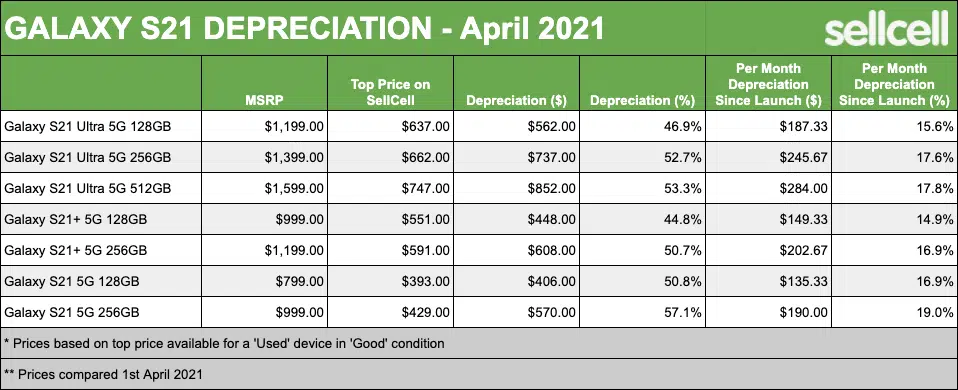 GALAXY S21 DEPRECIATION - April 2021 sellcell
MSRP Top Price on SellCell Depreciation ($) Depreciation (%) Per Month Depreciation Since Launch ($) Per Month Depreciation Since Launch (%)
Galaxy S21 Ultra 5G 128GB $1,199.00 $637.00 $562.00 46.9% $187.33 15.6%
Galaxy S21 Ultra 5G 256GB $1,399.00 $662.00 $737.00 52.7% $245.67 17.6%
Galaxy S21 Ultra 5G 512GB $1,599.00 $747.00 $852.00 53.3% $284.00 17.8%
Galaxy S21+ 5G 128GB $999.00 $551.00 $448.00 44.8% $149.33 14.9%
Galaxy S21+ 5G 256GB $1,199.00 $591.00 $608.00 50.7% $202.67 16.9%
Galaxy S21 5G 128GB $799.00 $393.00 $406.00 50.8% $135.33 16.9%
Galaxy S21 5G 256GB $999.00 $429.00 $570.00 57.1% $190.00 19.0%
* Prices based on top price available for a 'Used' device in 'Good' condition
** Prices compared 1st April 2021